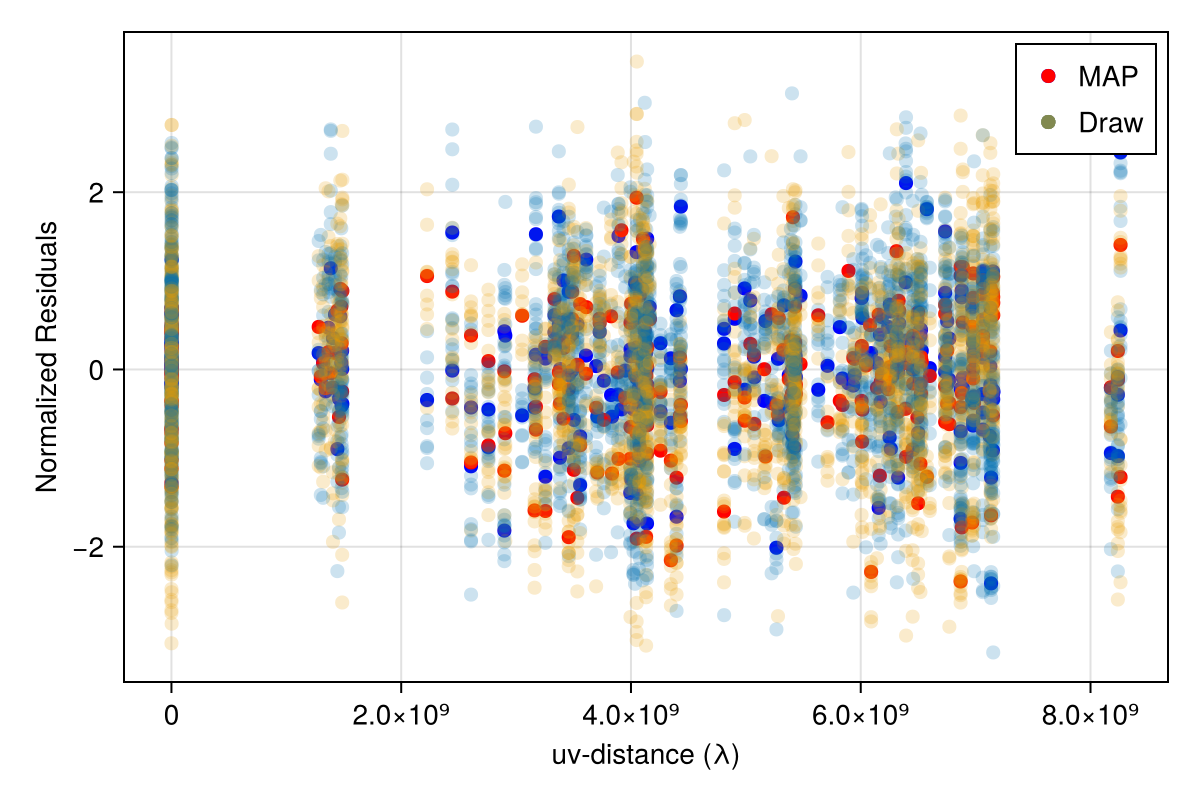 MAP
Draw
2
0
−2
Normalized Residuals
0
2.0×10⁹
4.0×10⁹
6.0×10⁹
8.0×10⁹
uv-distance (λ)